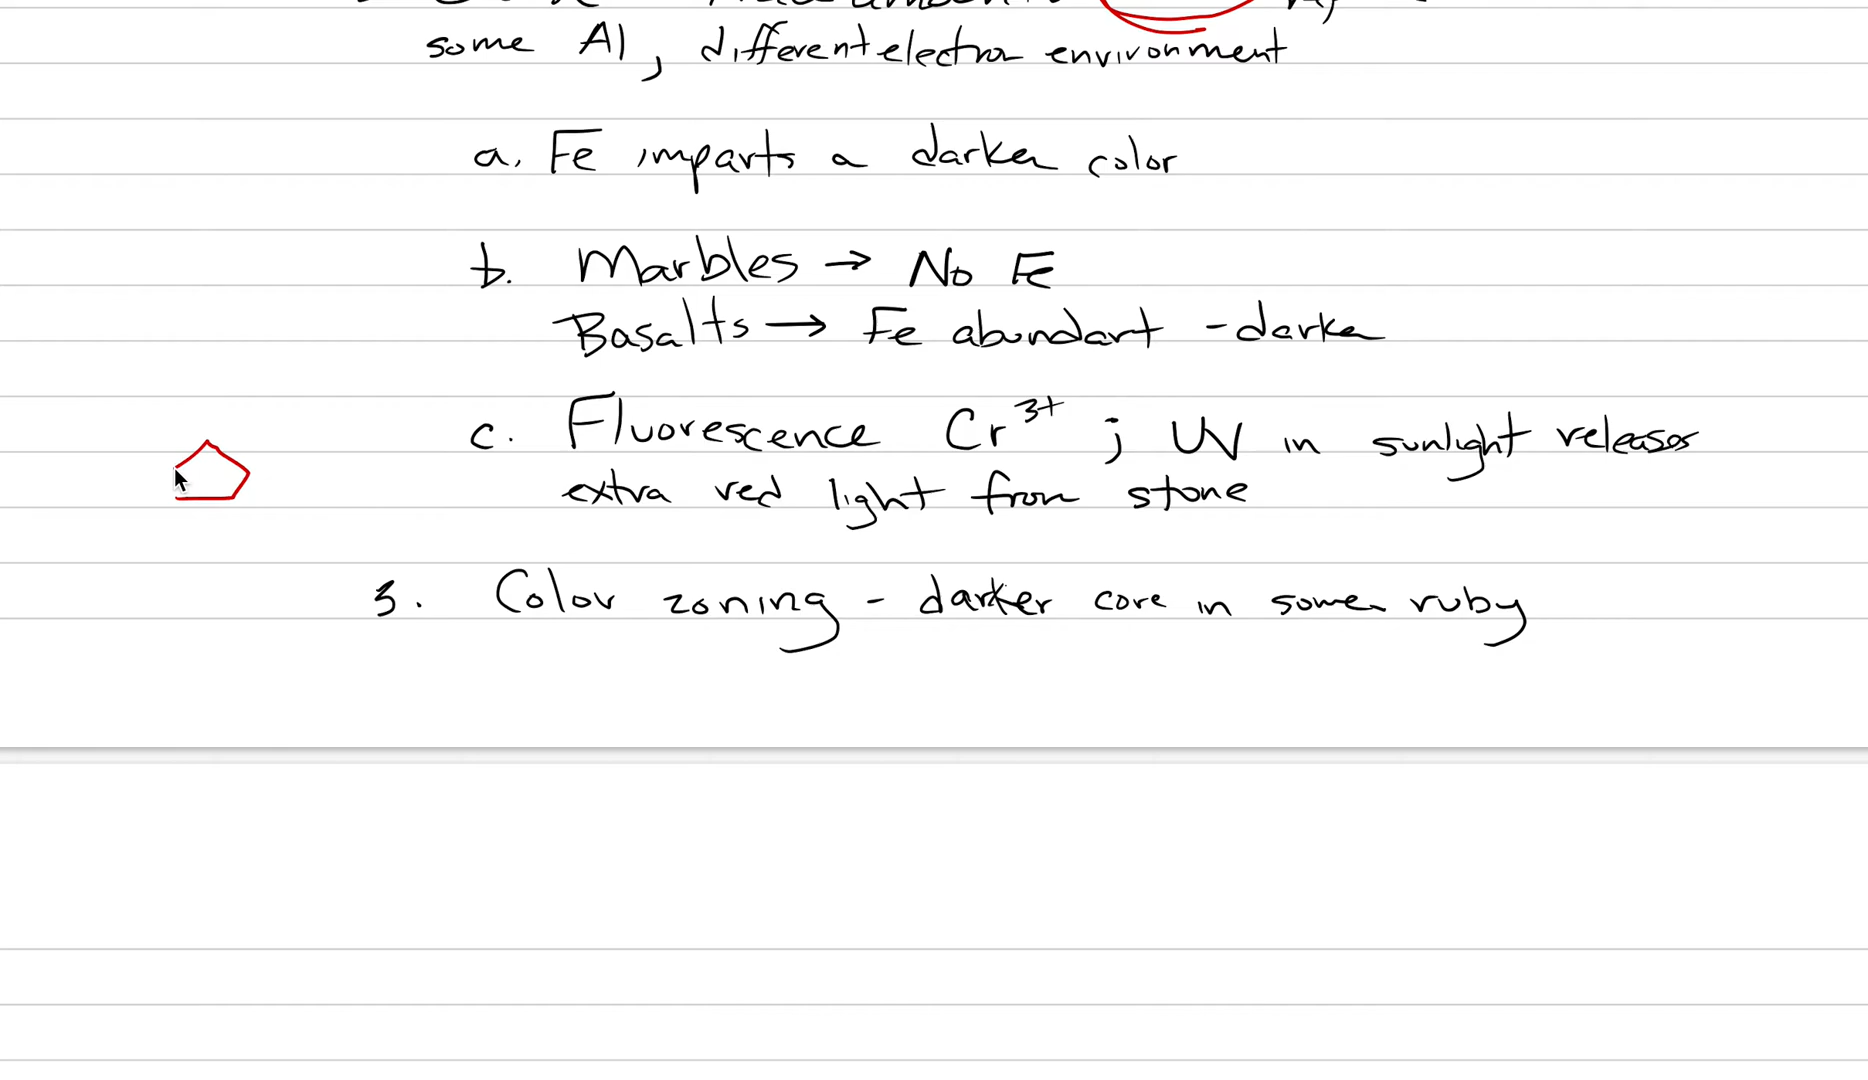 some Al, different electron environment
a. Fe imparts a darker color
b. Marbles → No Fe
Basalts → Fe abundant - darker
c. Fluorescence Cr³⁺ ; UV in sunlight releases
extra red light from stone
3. Color zoning - darker core in some ruby